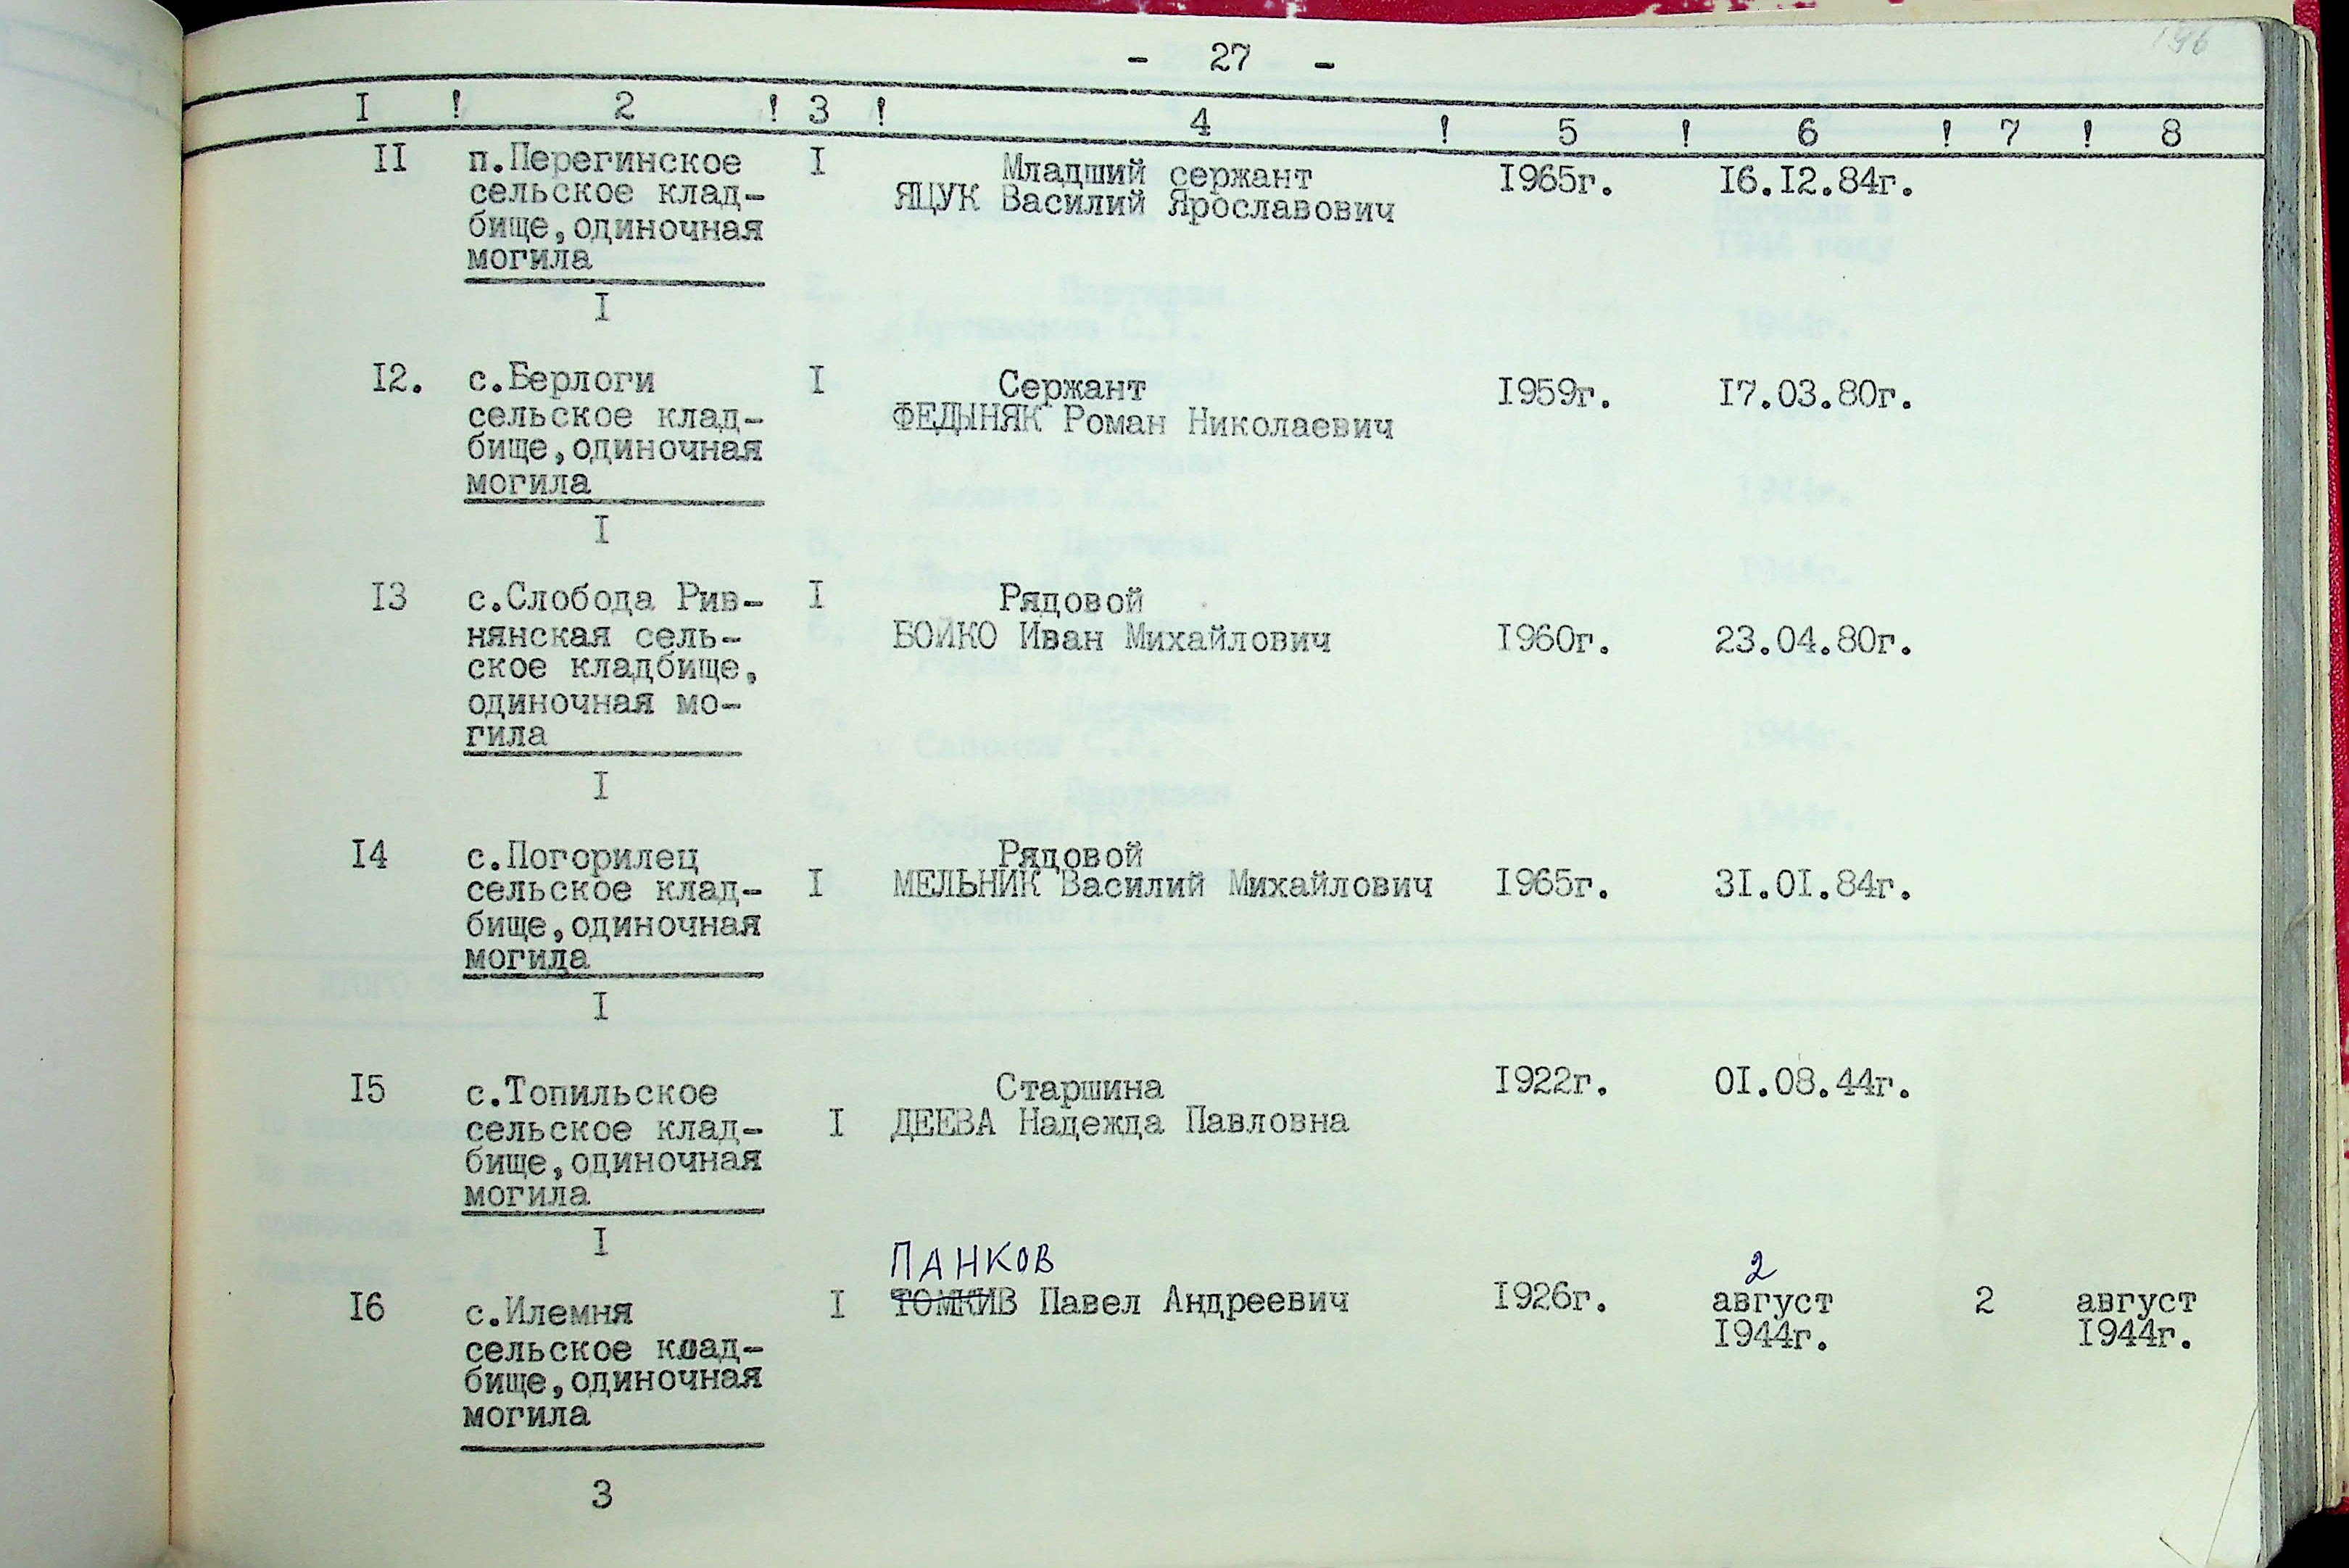 - 27 -
I ! 2 ! 3 ! 4 ! 5 ! 6 ! 7 ! 8
II п.Перегинское I Младший сержант 1965г. 16.12.84г.
сельское клад- ЯЦУК Василий Ярославович
бище,одиночная
могила
I
I2. с.Берлоги I Сержант 1959г. 17.03.80г.
сельское клад- ФЕДЫНЯК Роман Николаевич
бище,одиночная
могила
I
I3 с.Слобода Рив- I Рядовой
нянская сель- БОЙКО Иван Михайлович 1960г. 23.04.80г.
ское кладбище,
одиночная мо-
гила
I
I4 с.Погорилец Рядовой
сельское клад- I МЕЛЬНИК Василий Михайлович 1965г. 31.01.84г.
бище,одиночная
могила
I
I5 с.Топильское Старшина 1922г. 01.08.44г.
сельское клад- I ДЕЕВА Надежда Павловна
бище,одиночная
могила
I
ПАНКОВ 2
I6 с.Илемня I ТОМКИВ Павел Андреевич 1926г. август 2 август
сельское клад- 1944г. 1944г.
бище,одиночная
могила
3